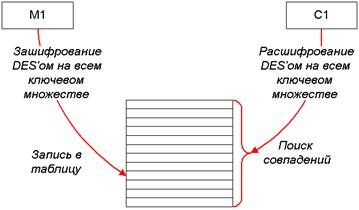 M1
C1
Зашифрование
DES'ом на всем
ключевом
множестве
Расшифрование
DES'ом на всем
ключевом
множестве
Запись в
таблицу
Поиск
совпадений